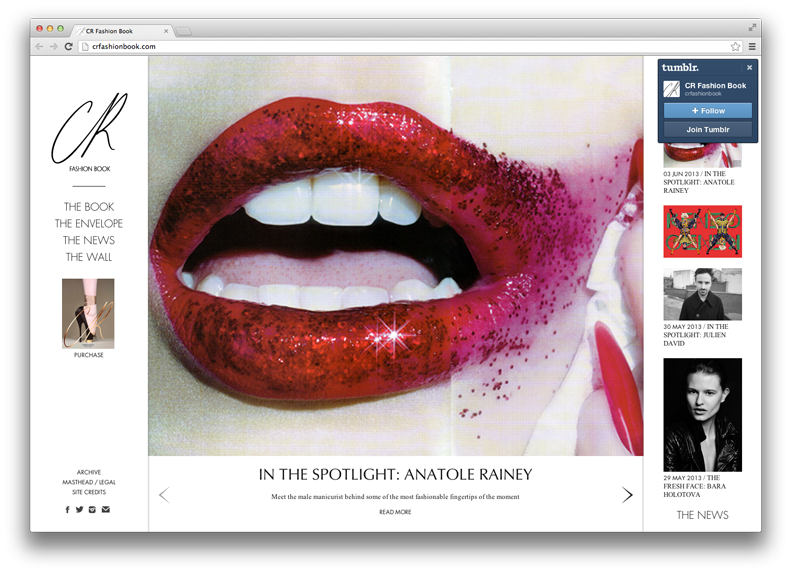 CR Fashion Book
crfashionbook.com
CR
FASHION BOOK
THE BOOK
THE ENVELOPE
THE NEWS
THE WALL
CR
PURCHASE
ARCHIVE
MASTHEAD / LEGAL
SITE CREDITS
IN THE SPOTLIGHT: ANATOLE RAINEY
Meet the male manicurist behind some of the most fashionable fingertips of the moment
READ MORE
tumblr.
CR Fashion Book
crfashionbook
+ Follow
Join Tumblr
03 JUN 2013 / IN THE
SPOTLIGHT: ANATOLE
RAINEY
30 MAY 2013 / IN THE
SPOTLIGHT: JULIEN
DAVID
29 MAY 2013 / THE
FRESH FACE: BARA
HOLOTOVA
THE NEWS